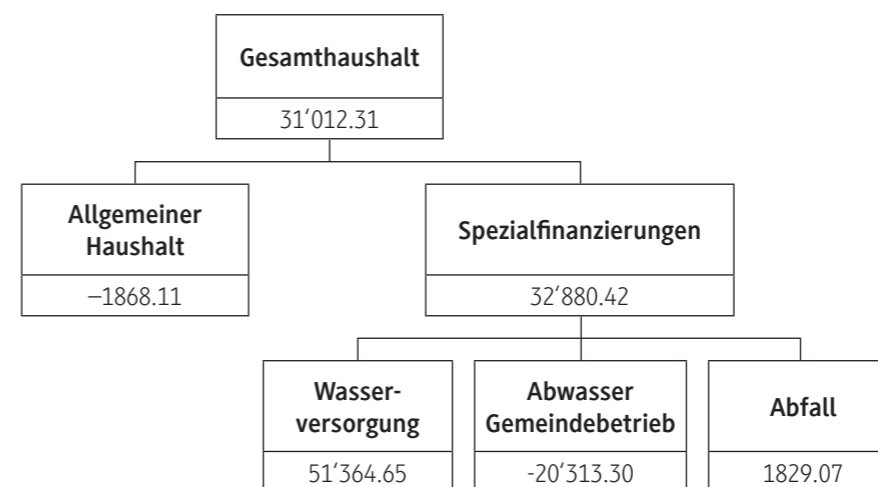 Gesamthaushalt
31‘012.31
Allgemeiner
Haushalt
–1868.11
Spezialfinanzierungen
32‘880.42
Wasser-
versorgung
51‘364.65
Abwasser
Gemeindebetrieb
-20‘313.30
Abfall
1829.07